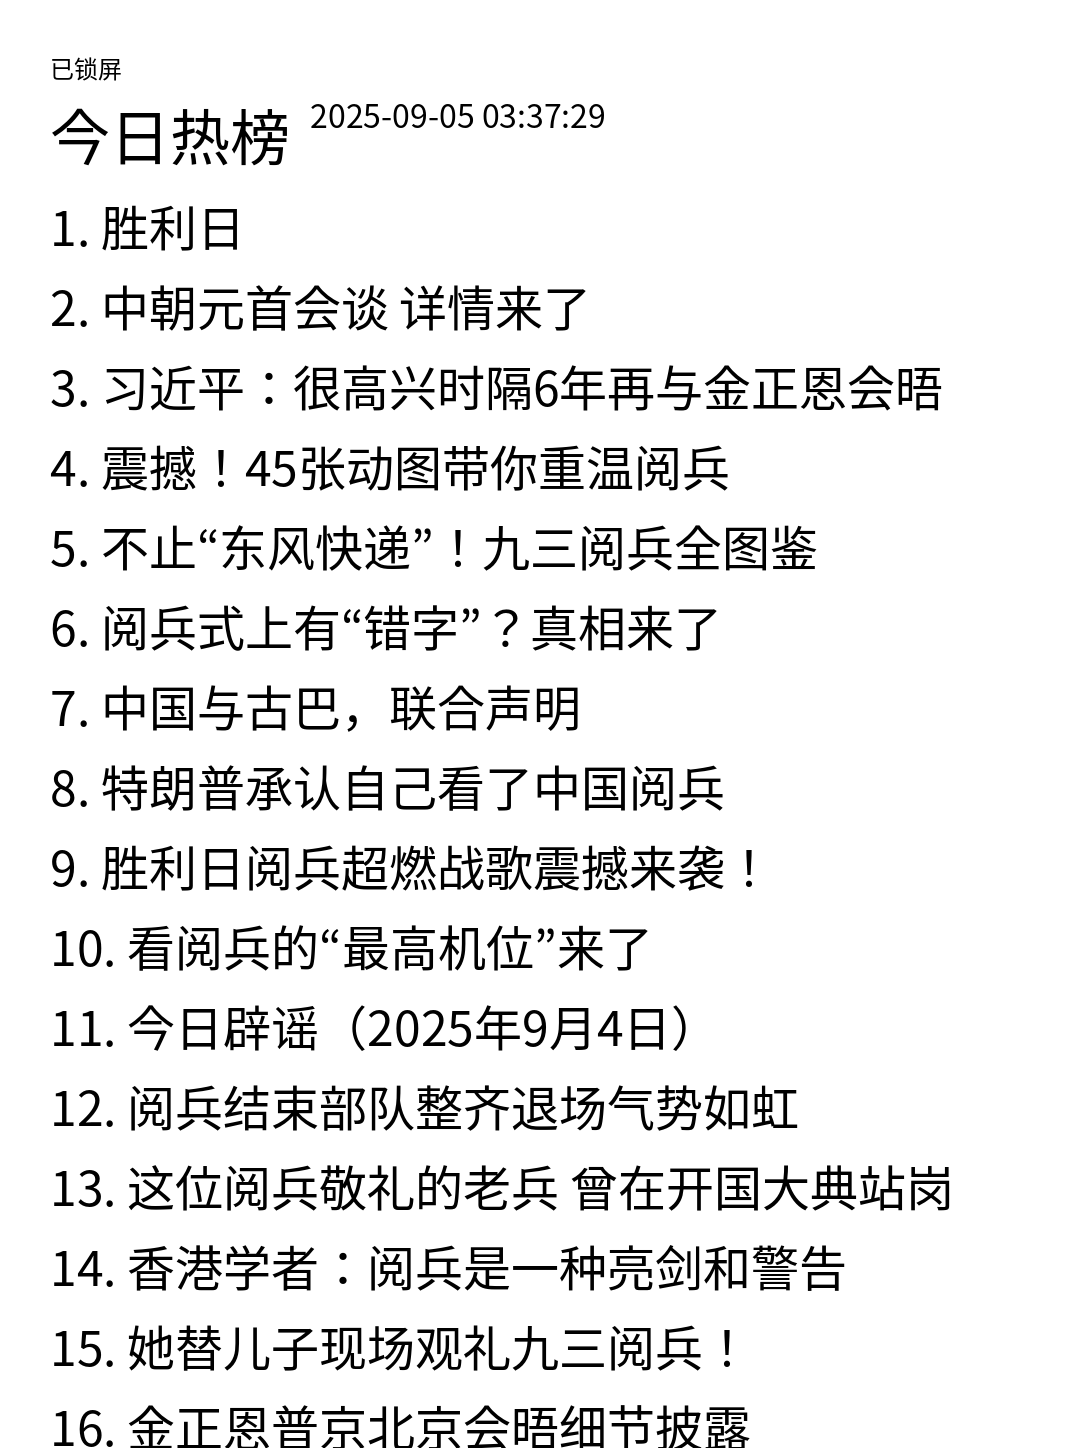 已锁屏
今日热榜 2025-09-05 03:37:29
1. 胜利日
2. 中朝元首会谈 详情来了
3. 习近平：很高兴时隔6年再与金正恩会晤
4. 震撼！45张动图带你重温阅兵
5. 不止“东风快递”！九三阅兵全图鉴
6. 阅兵式上有“错字”？真相来了
7. 中国与古巴，联合声明
8. 特朗普承认自己看了中国阅兵
9. 胜利日阅兵超燃战歌震撼来袭！
10. 看阅兵的“最高机位”来了
11. 今日辟谣（2025年9月4日）
12. 阅兵结束部队整齐退场气势如虹
13. 这位阅兵敬礼的老兵 曾在开国大典站岗
14. 香港学者：阅兵是一种亮剑和警告
15. 她替儿子现场观礼九三阅兵！
16. 金正恩普京北京会晤细节披露